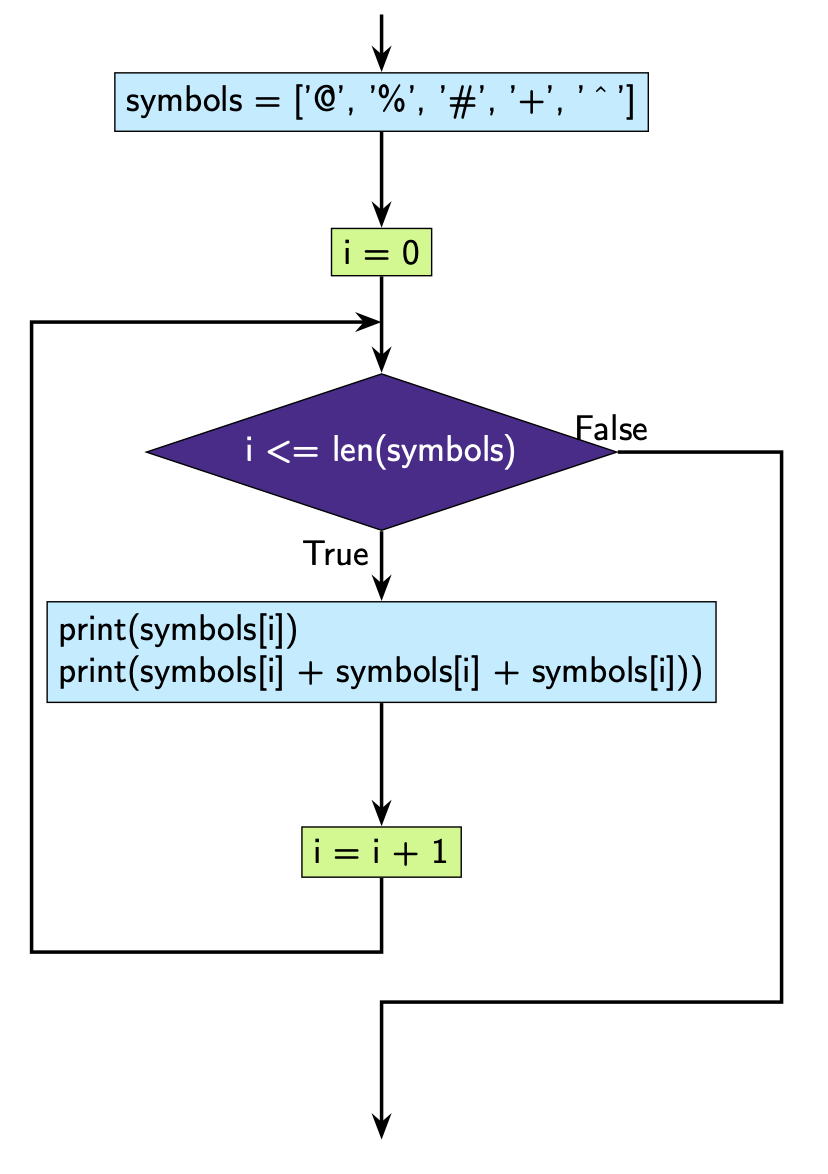 symbols = ['@', '%', '#', '+', ' ^ ']
i = 0
i <= len(symbols)
False
True
print(symbols[i])
print(symbols[i] + symbols[i] + symbols[i]))
i = i + 1